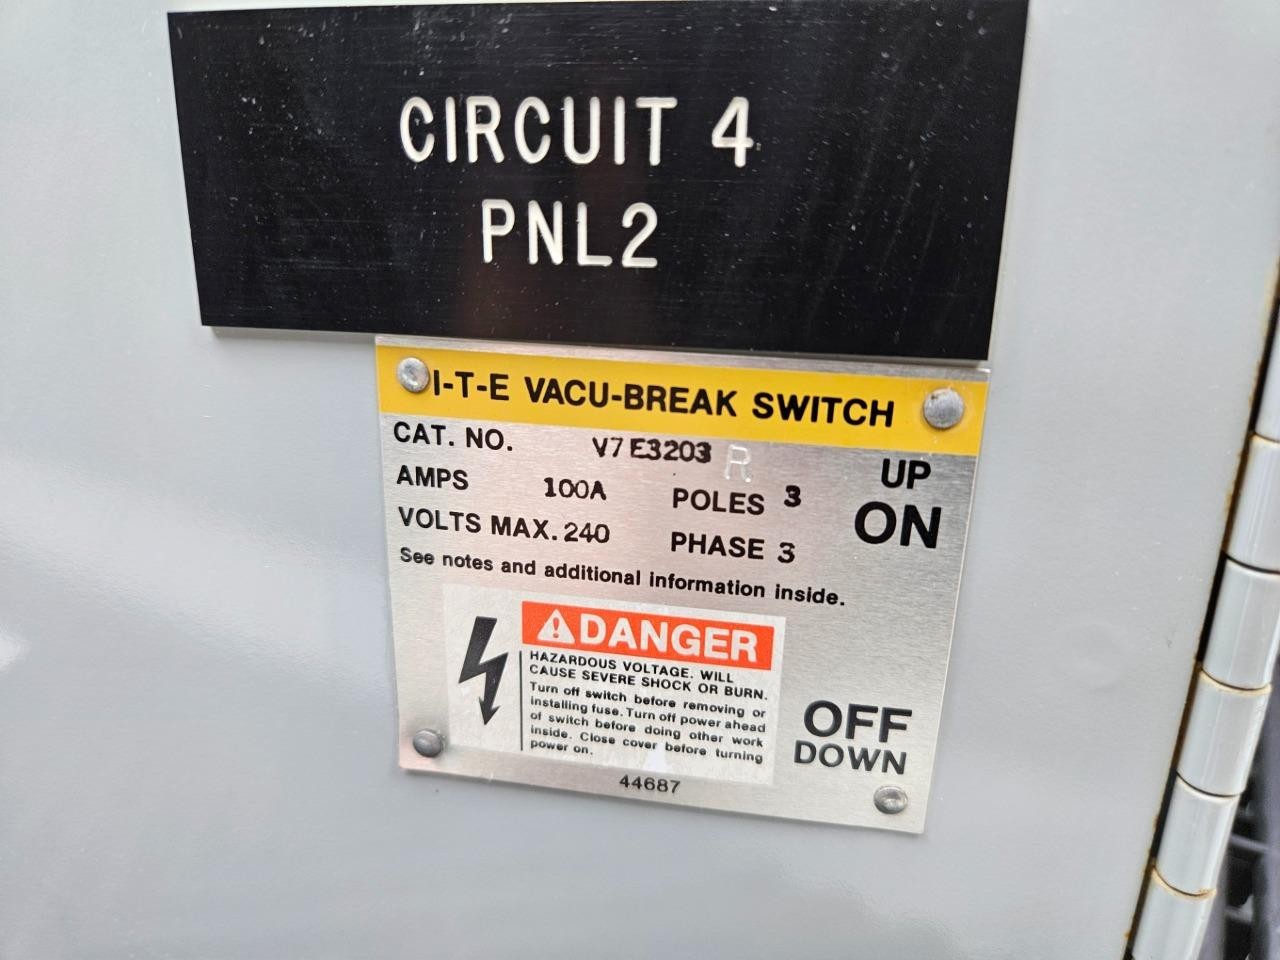 CIRCUIT 4
PNL2
I-T-E VACU-BREAK SWITCH
CAT. NO. V7E3203 R
AMPS 100A POLES 3
VOLTS MAX. 240 PHASE 3
UP
ON
See notes and additional information inside.
DANGER
HAZARDOUS VOLTAGE. WILL
CAUSE SEVERE SHOCK OR BURN.
Turn off switch before removing or
installing fuse. Turn off power ahead
of switch before doing other work
inside. Close cover before turning
power on.
OFF
DOWN
44687